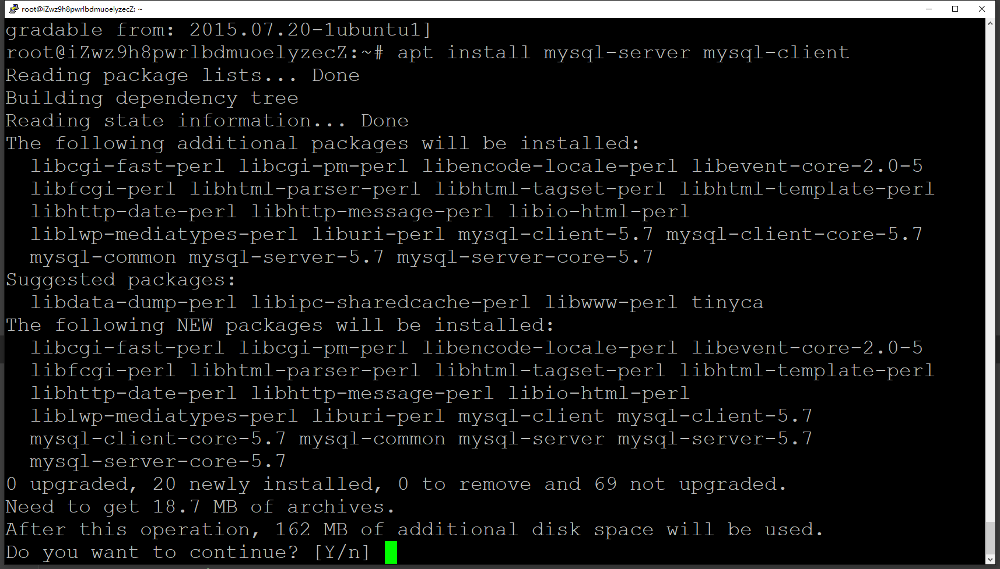 root@iZwz9h8pwrlbdmuoelyzecZ: ~
gradable from: 2015.07.20-1ubuntu1]
root@iZwz9h8pwrlbdmuoelyzecZ:~# apt install mysql-server mysql-client
Reading package lists... Done
Building dependency tree
Reading state information... Done
The following additional packages will be installed:
  libcgi-fast-perl libcgi-pm-perl libencode-locale-perl libevent-core-2.0-5
  libfcgi-perl libhtml-parser-perl libhtml-tagset-perl libhtml-template-perl
  libhttp-date-perl libhttp-message-perl libio-html-perl
  liblwp-mediatypes-perl liburi-perl mysql-client-5.7 mysql-client-core-5.7
  mysql-common mysql-server-5.7 mysql-server-core-5.7
Suggested packages:
  libdata-dump-perl libipc-sharedcache-perl libwww-perl tinyca
The following NEW packages will be installed:
  libcgi-fast-perl libcgi-pm-perl libencode-locale-perl libevent-core-2.0-5
  libfcgi-perl libhtml-parser-perl libhtml-tagset-perl libhtml-template-perl
  libhttp-date-perl libhttp-message-perl libio-html-perl
  liblwp-mediatypes-perl liburi-perl mysql-client mysql-client-5.7
  mysql-client-core-5.7 mysql-common mysql-server mysql-server-5.7
  mysql-server-core-5.7
0 upgraded, 20 newly installed, 0 to remove and 69 not upgraded.
Need to get 18.7 MB of archives.
After this operation, 162 MB of additional disk space will be used.
Do you want to continue? [Y/n]